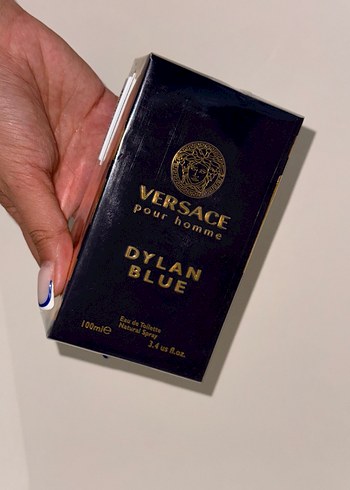 VERSACE
pour homme
DYLAN
BLUE
100ml℮
Eau de Toilette
Natural Spray
3.4 us fl.oz.